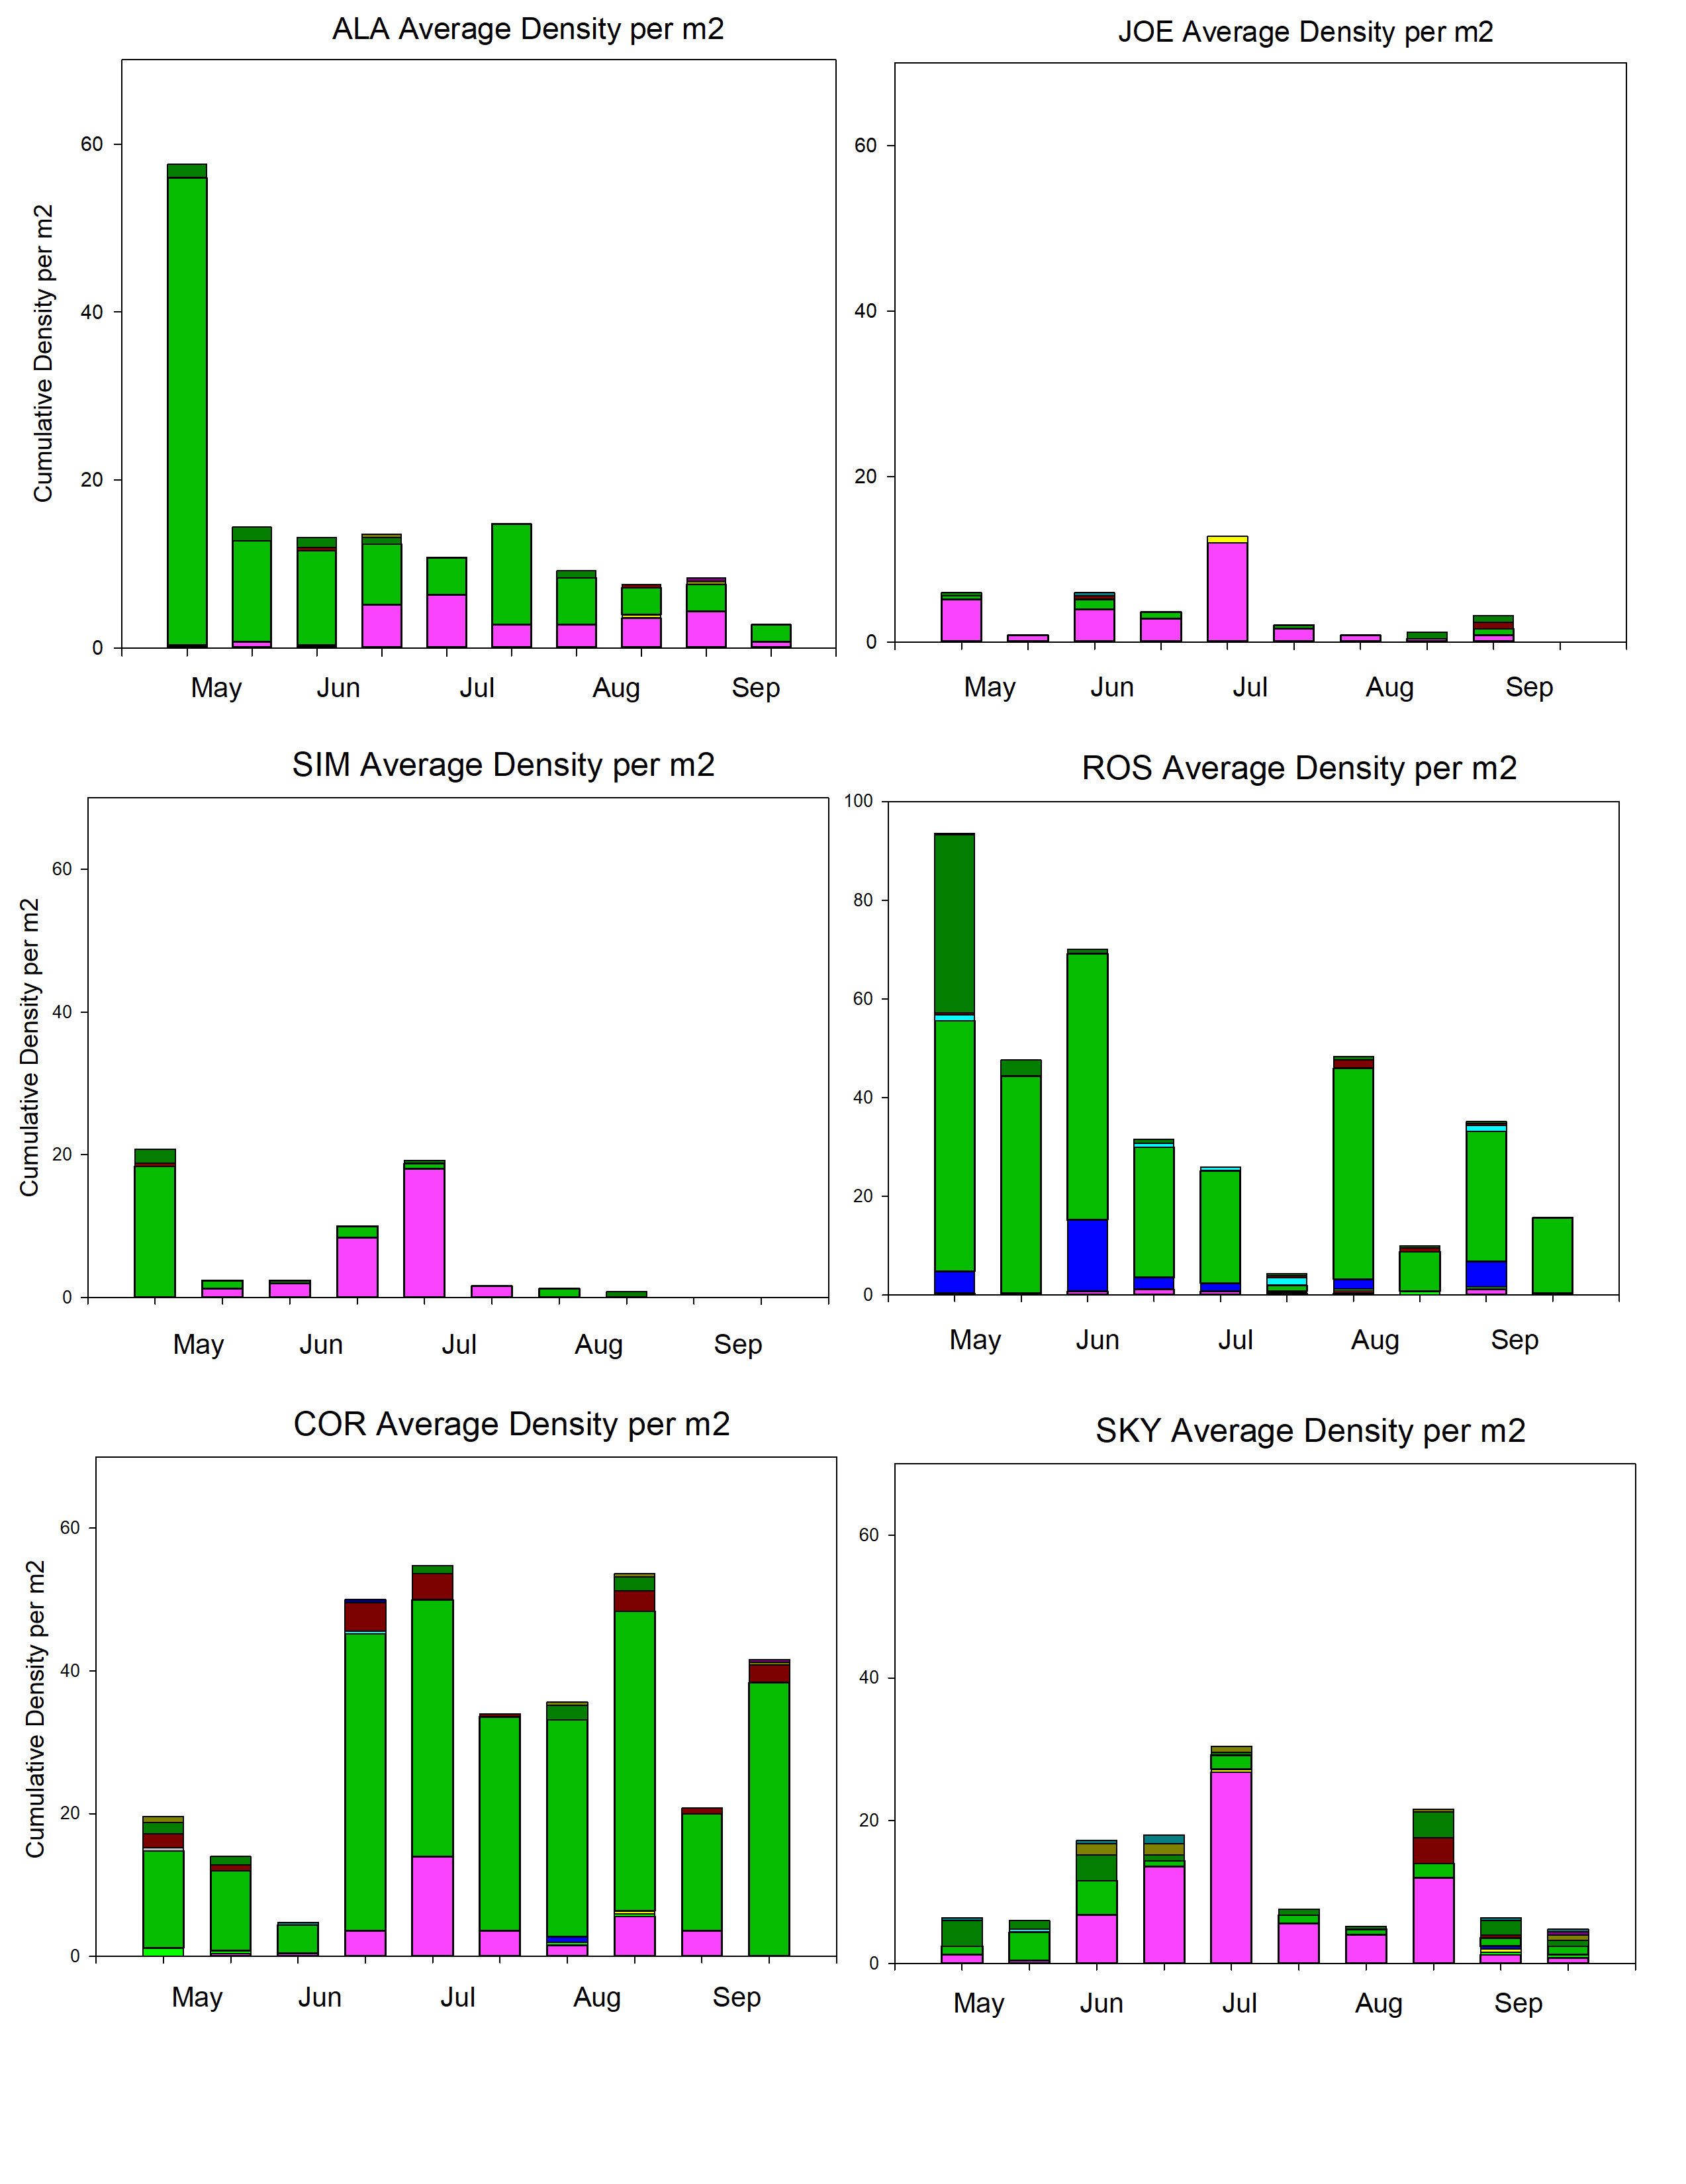 ALA Average Density per m2
Cumulative Density per m2
60
40
20
0
May Jun Jul Aug Sep
JOE Average Density per m2
60
40
20
0
May Jun Jul Aug Sep
SIM Average Density per m2
Cumulative Density per m2
60
40
20
0
May Jun Jul Aug Sep
ROS Average Density per m2
100
80
60
40
20
0
May Jun Jul Aug Sep
COR Average Density per m2
Cumulative Density per m2
60
40
20
0
May Jun Jul Aug Sep
SKY Average Density per m2
60
40
20
0
May Jun Jul Aug Sep